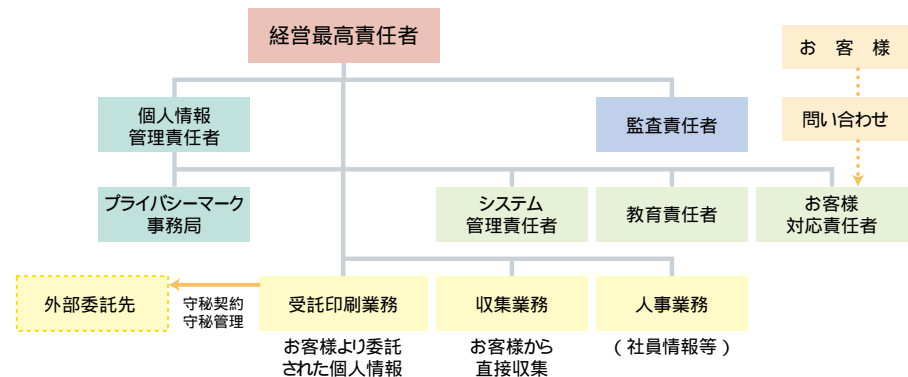 経営最高責任者
お客様
個人情報
管理責任者
監査責任者
問い合わせ
プライバシーマーク
事務局
システム
管理責任者
教育責任者
お客様
対応責任者
外部委託先
守秘契約
守秘管理
受託印刷業務
収集業務
人事業務
お客様より委託
された個人情報
お客様から
直接収集
(社員情報等)